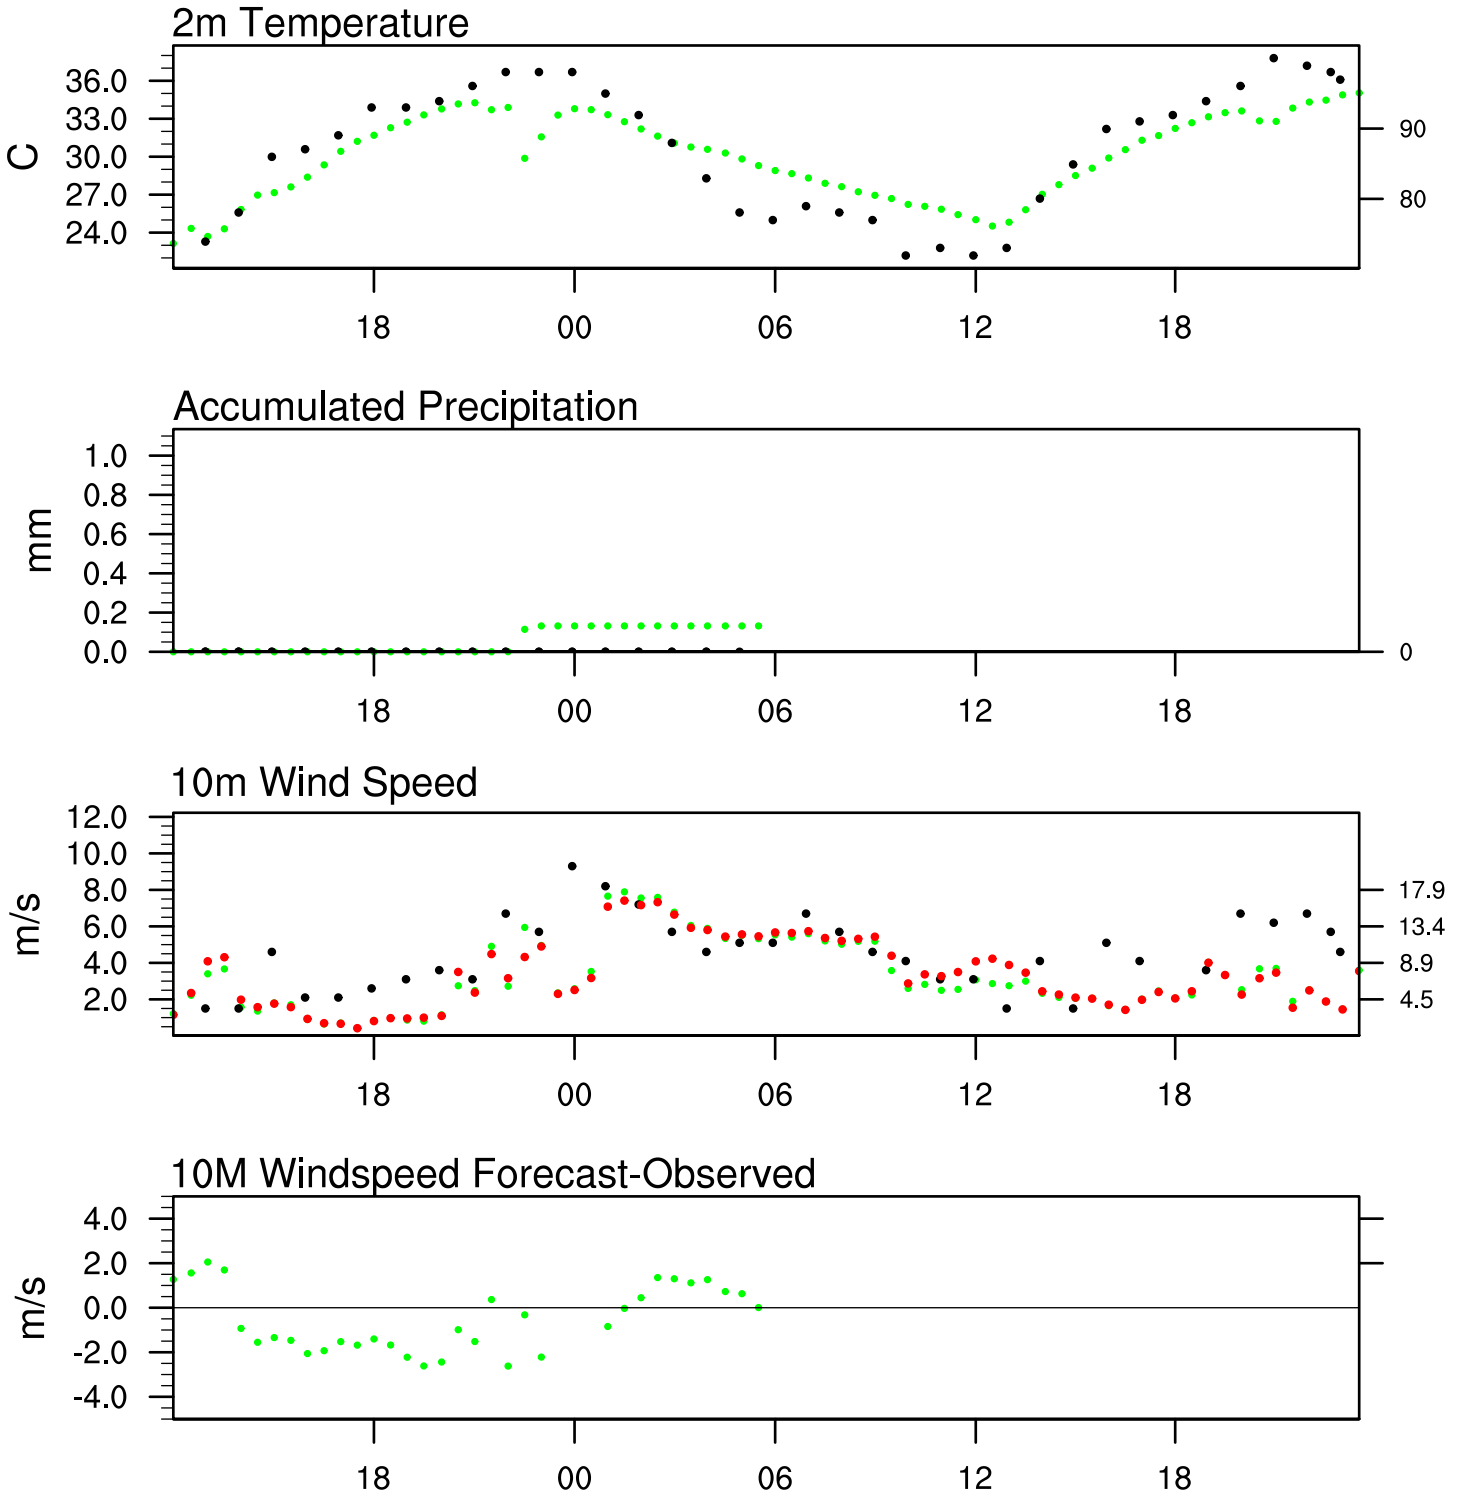 2m Temperature
36.0
33.0
30.0
27.0
24.0
C
90
80
18 00 06 12 18
Accumulated Precipitation
1.0
0.8
0.6
0.4
0.2
0.0
mm
0
18 00 06 12 18
10m Wind Speed
12.0
10.0
8.0
6.0
4.0
2.0
m/s
17.9
13.4
8.9
4.5
18 00 06 12 18
10M Windspeed Forecast-Observed
4.0
2.0
0.0
-2.0
-4.0
m/s
18 00 06 12 18